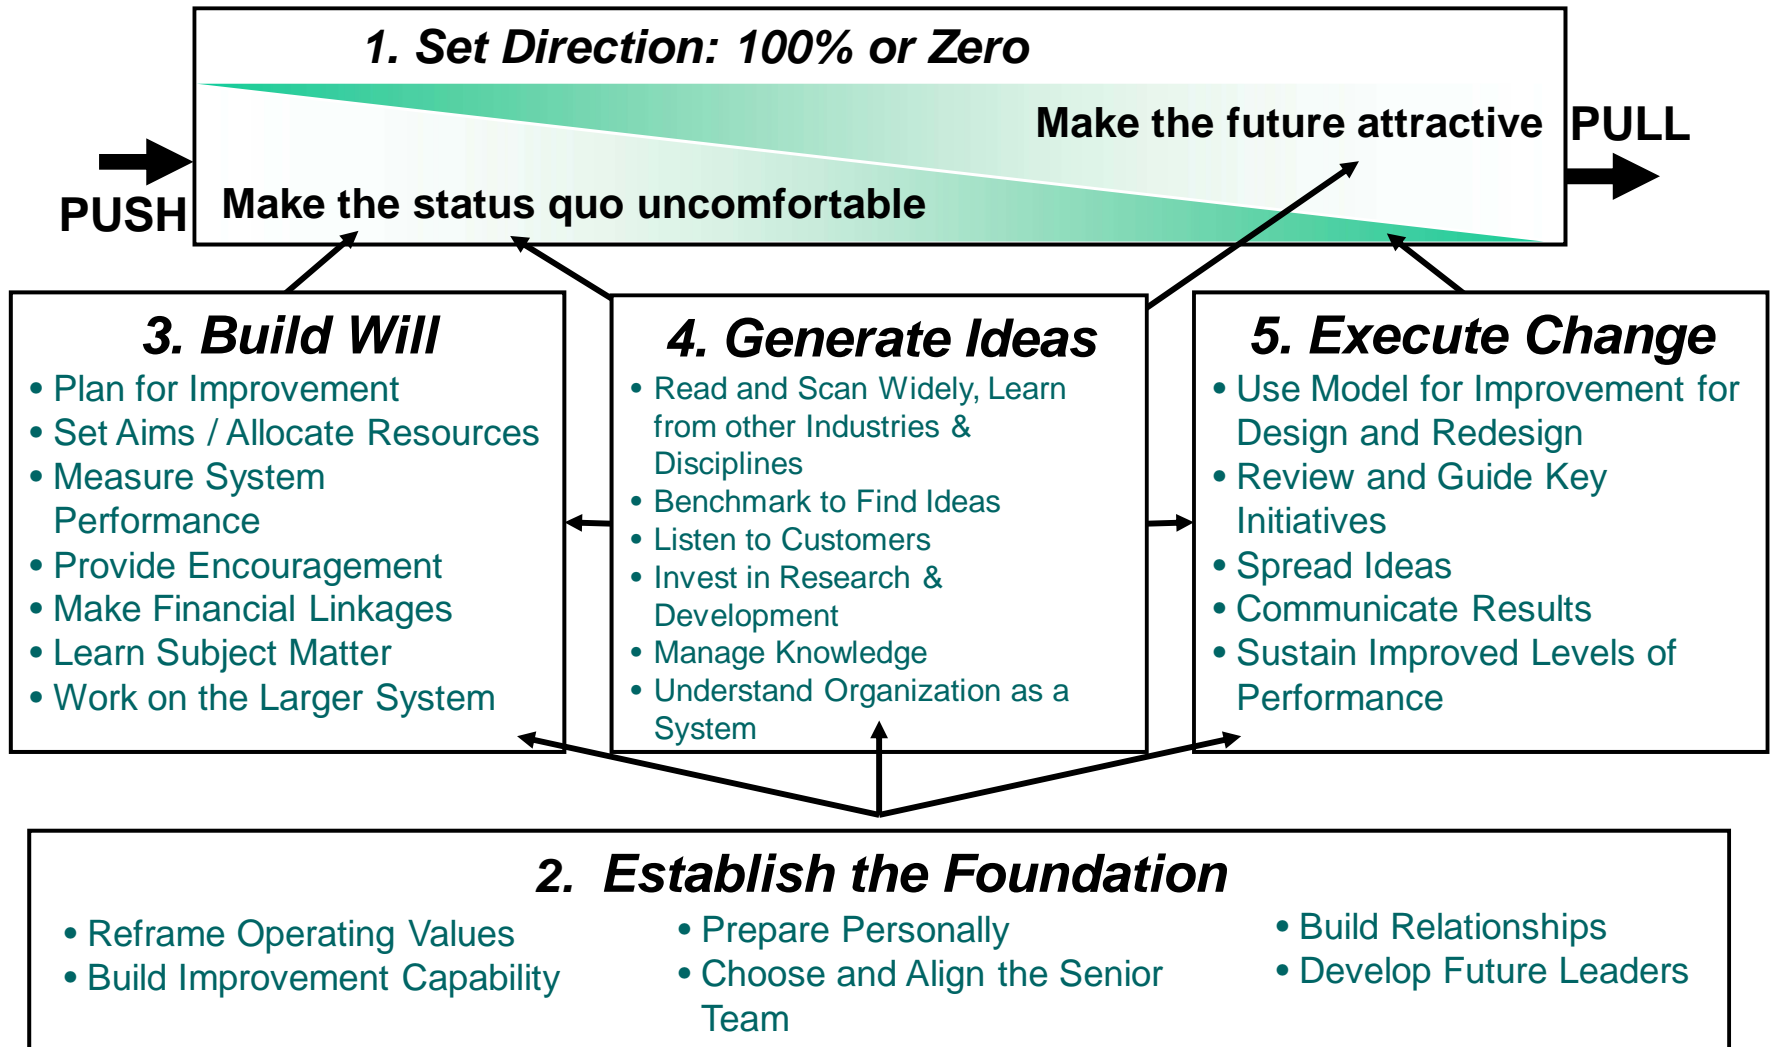 1. Set Direction: 100% or Zero
Make the future attractive
PULL
PUSH
Make the status quo uncomfortable
3. Build Will
• Plan for Improvement
• Set Aims / Allocate Resources
• Measure System
Performance
• Provide Encouragement
• Make Financial Linkages
• Learn Subject Matter
• Work on the Larger System
4. Generate Ideas
• Read and Scan Widely, Learn
from other Industries &
Disciplines
• Benchmark to Find Ideas
• Listen to Customers
• Invest in Research &
Development
• Manage Knowledge
• Understand Organization as a
System
5. Execute Change
• Use Model for Improvement for
Design and Redesign
• Review and Guide Key
Initiatives
• Spread Ideas
• Communicate Results
• Sustain Improved Levels of
Performance
2. Establish the Foundation
• Reframe Operating Values
• Build Improvement Capability
• Prepare Personally
• Choose and Align the Senior
Team
• Build Relationships
• Develop Future Leaders